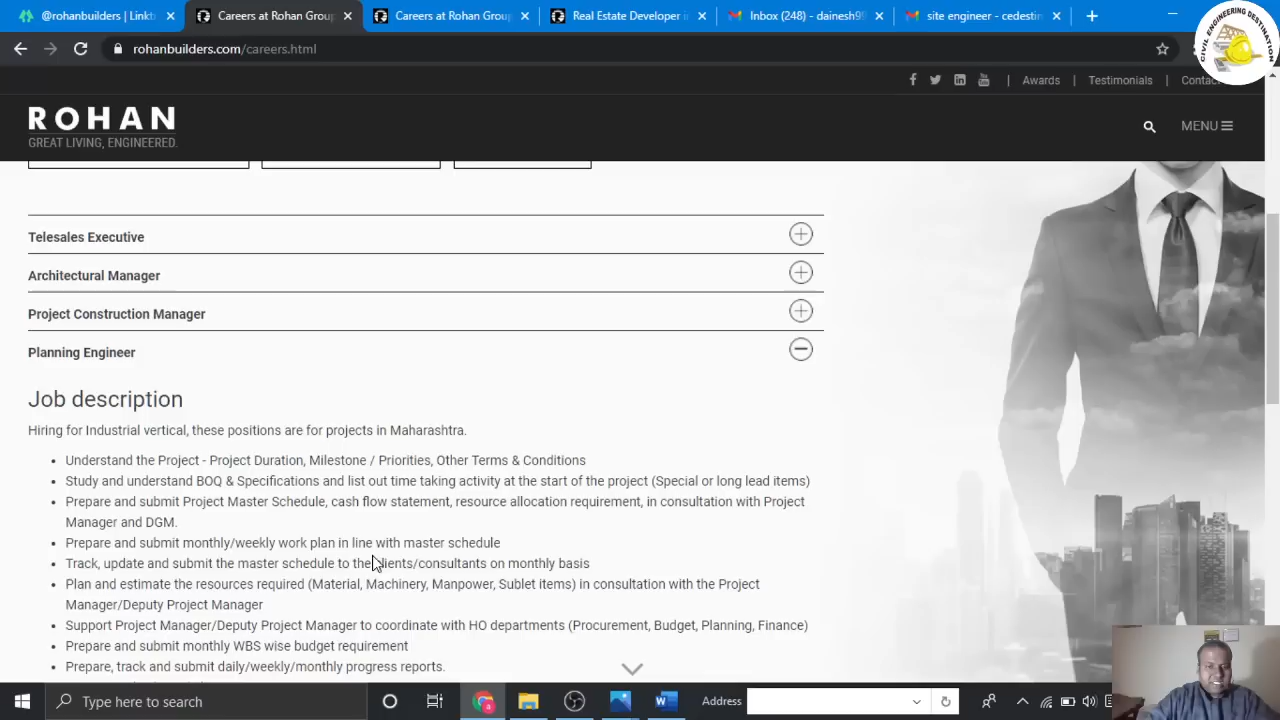 @rohanbuilders | Linkt
Careers at Rohan Grou
Careers at Rohan Grou
Real Estate Developer i
Inbox (248) - dainesh95
site engineer - cedestin
rohanbuilders.com/careers.html
CIVIL ENGINEERING DESTINATION
| Awards | Testimonials | Contac
ROHAN
GREAT LIVING, ENGINEERED.
MENU
Telesales Executive
Architectural Manager
Project Construction Manager
Planning Engineer
Job description
Hiring for Industrial vertical, these positions are for projects in Maharashtra.
• Understand the Project - Project Duration, Milestone / Priorities, Other Terms & Conditions
• Study and understand BOQ & Specifications and list out time taking activity at the start of the project (Special or long lead items)
• Prepare and submit Project Master Schedule, cash flow statement, resource allocation requirement, in consultation with Project
Manager and DGM.
• Prepare and submit monthly/weekly work plan in line with master schedule
• Track, update and submit the master schedule to the clients/consultants on monthly basis
• Plan and estimate the resources required (Material, Machinery, Manpower, Sublet items) in consultation with the Project
Manager/Deputy Project Manager
• Support Project Manager/Deputy Project Manager to coordinate with HO departments (Procurement, Budget, Planning, Finance)
• Prepare and submit monthly WBS wise budget requirement
• Prepare, track and submit daily/weekly/monthly progress reports.
Type here to search
Address